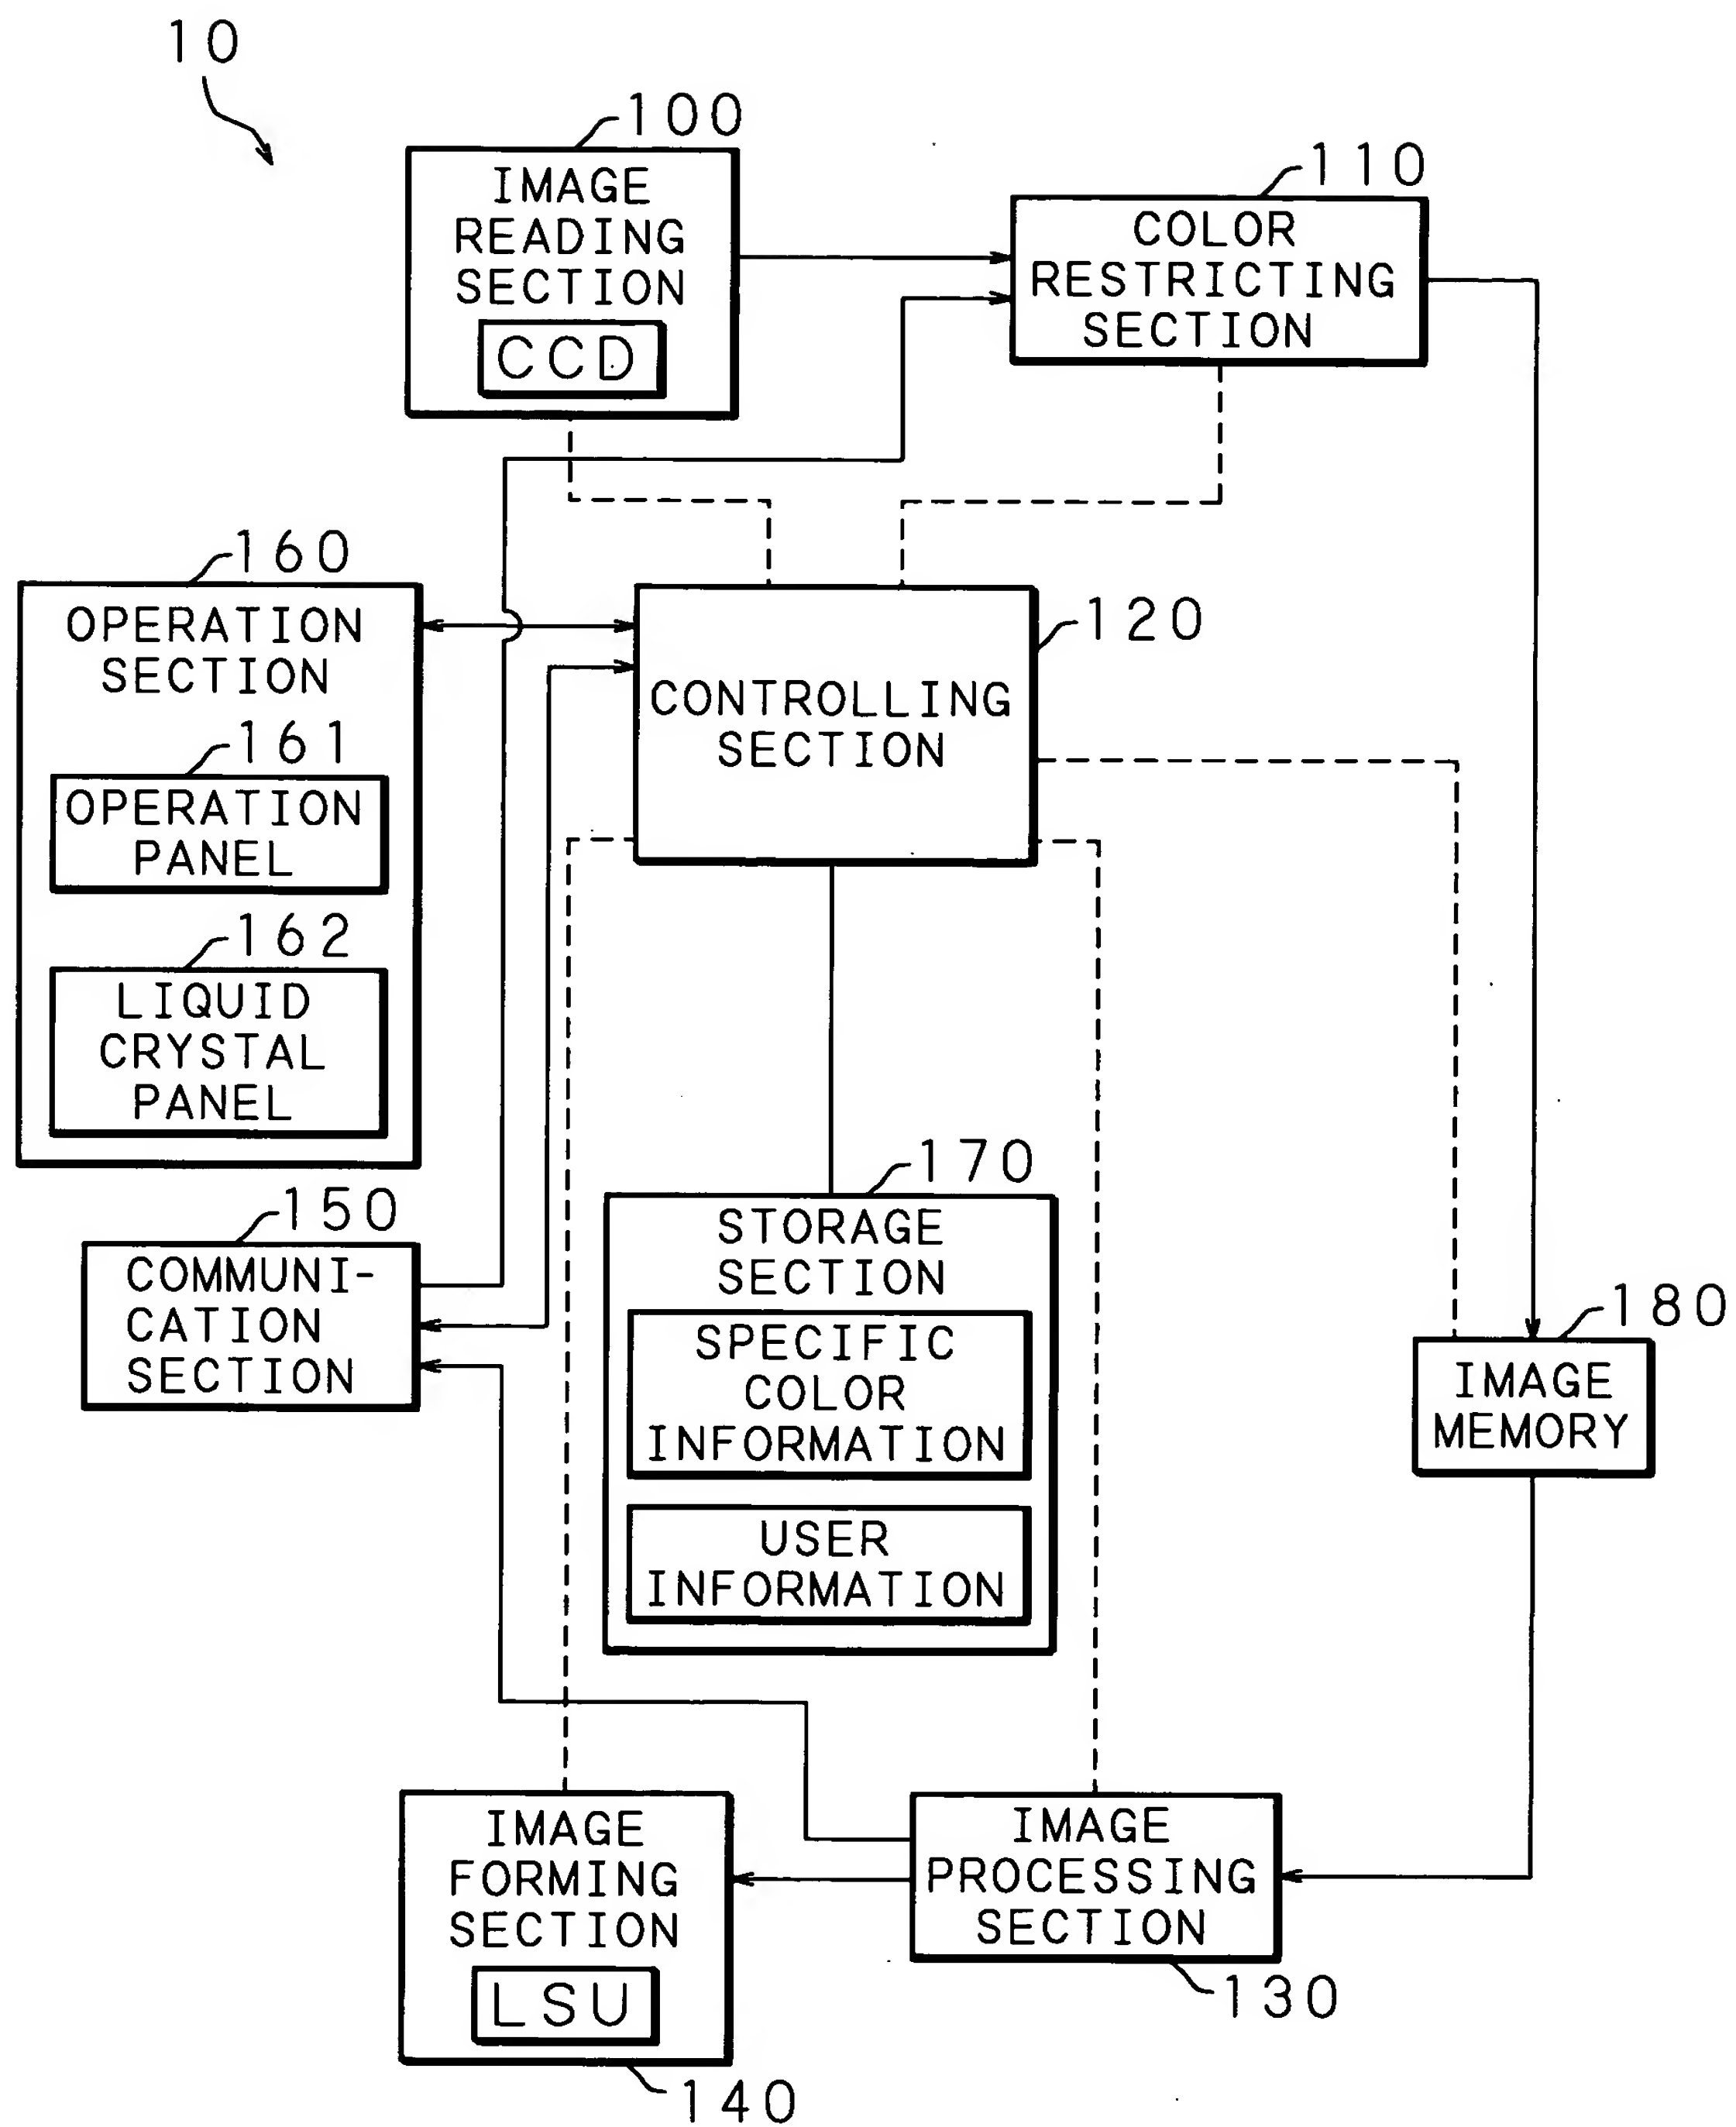 10
100
IMAGE
READING
SECTION
CCD
110
COLOR
RESTRICTING
SECTION
160
OPERATION
SECTION
161
OPERATION
PANEL
162
LIQUID
CRYSTAL
PANEL
120
CONTROLLING
SECTION
150
COMMUNI-
CATION
SECTION
170
STORAGE
SECTION
SPECIFIC
COLOR
INFORMATION
USER
INFORMATION
180
IMAGE
MEMORY
IMAGE
FORMING
SECTION
LSU
140
IMAGE
PROCESSING
SECTION
130